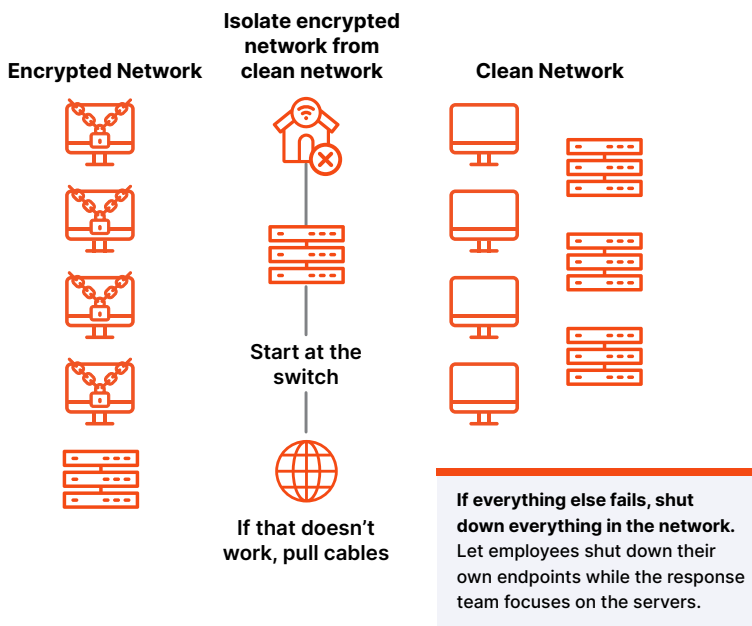 Encrypted Network
Isolate encrypted
network from
clean network
Clean Network
Start at the
switch
If that doesn’t
work, pull cables
If everything else fails, shut
down everything in the network.
Let employees shut down their
own endpoints while the response
team focuses on the servers.